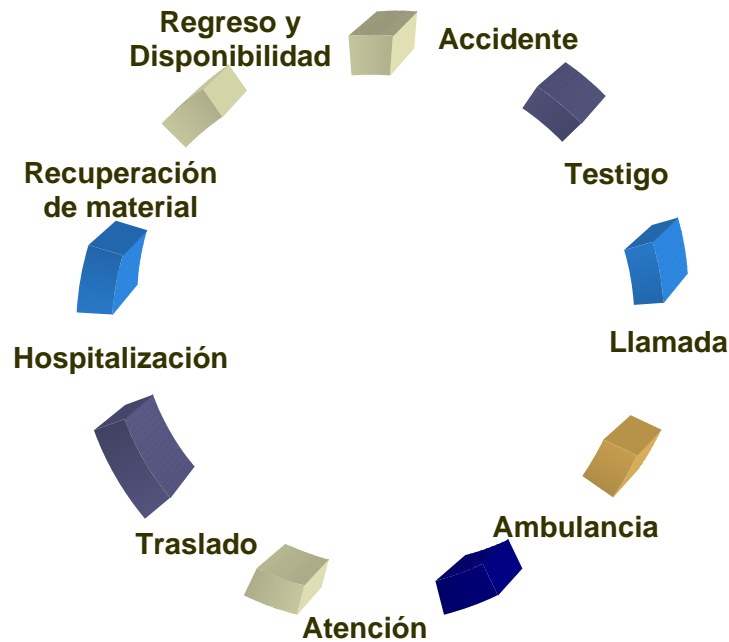 Regreso y
Disponibilidad
Accidente
Testigo
Llamada
Ambulancia
Atención
Traslado
Hospitalización
Recuperación
de material